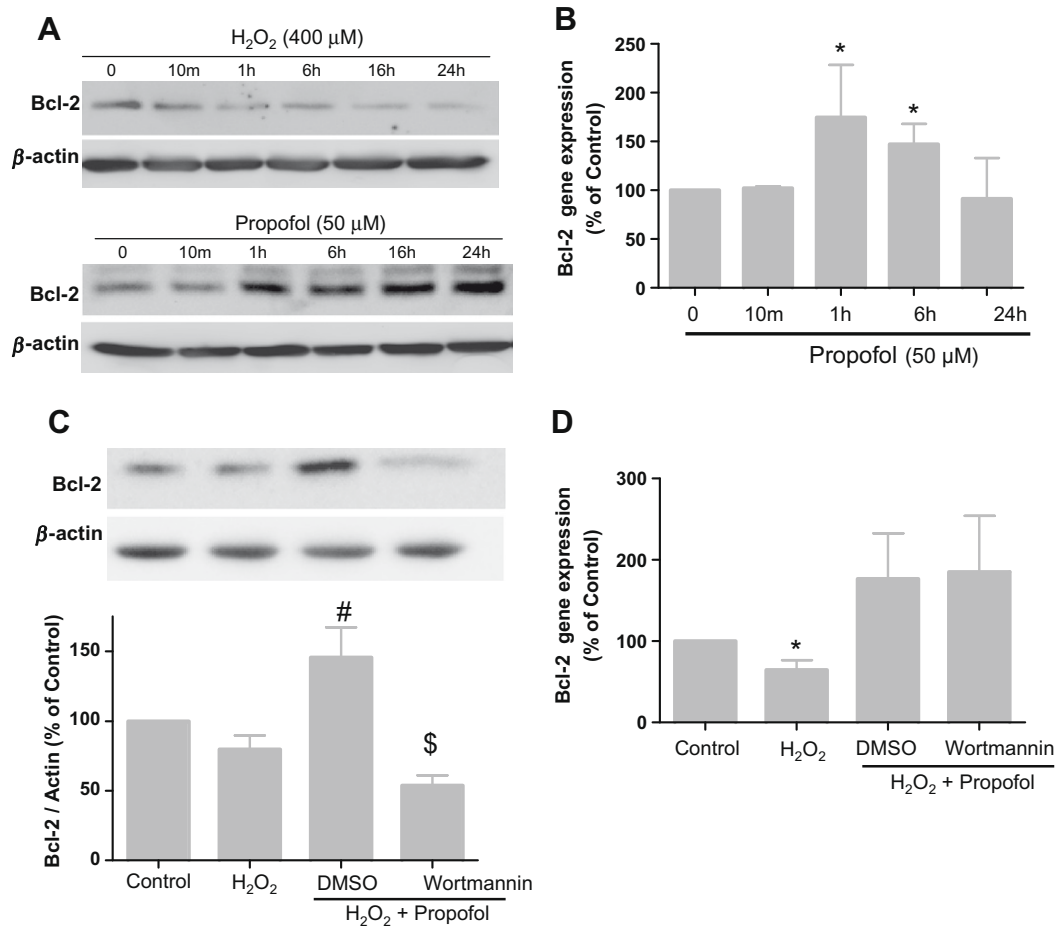 A
H₂O₂ (400 µM)
0 10m 1h 6h 16h 24h
Bcl-2
β-actin
Propofol (50 µM)
0 10m 1h 6h 16h 24h
Bcl-2
β-actin
B
Bcl-2 gene expression
(% of Control)
250
200
150
100
50
0
*
*
0 10m 1h 6h 24h
Propofol (50 µM)
C
Bcl-2
β-actin
Bcl-2 / Actin (% of Control)
150
100
50
0
#
$
Control H₂O₂ DMSO Wortmannin
H₂O₂ + Propofol
D
Bcl-2 gene expression
(% of Control)
300
200
100
0
*
Control H₂O₂ DMSO Wortmannin
H₂O₂ + Propofol